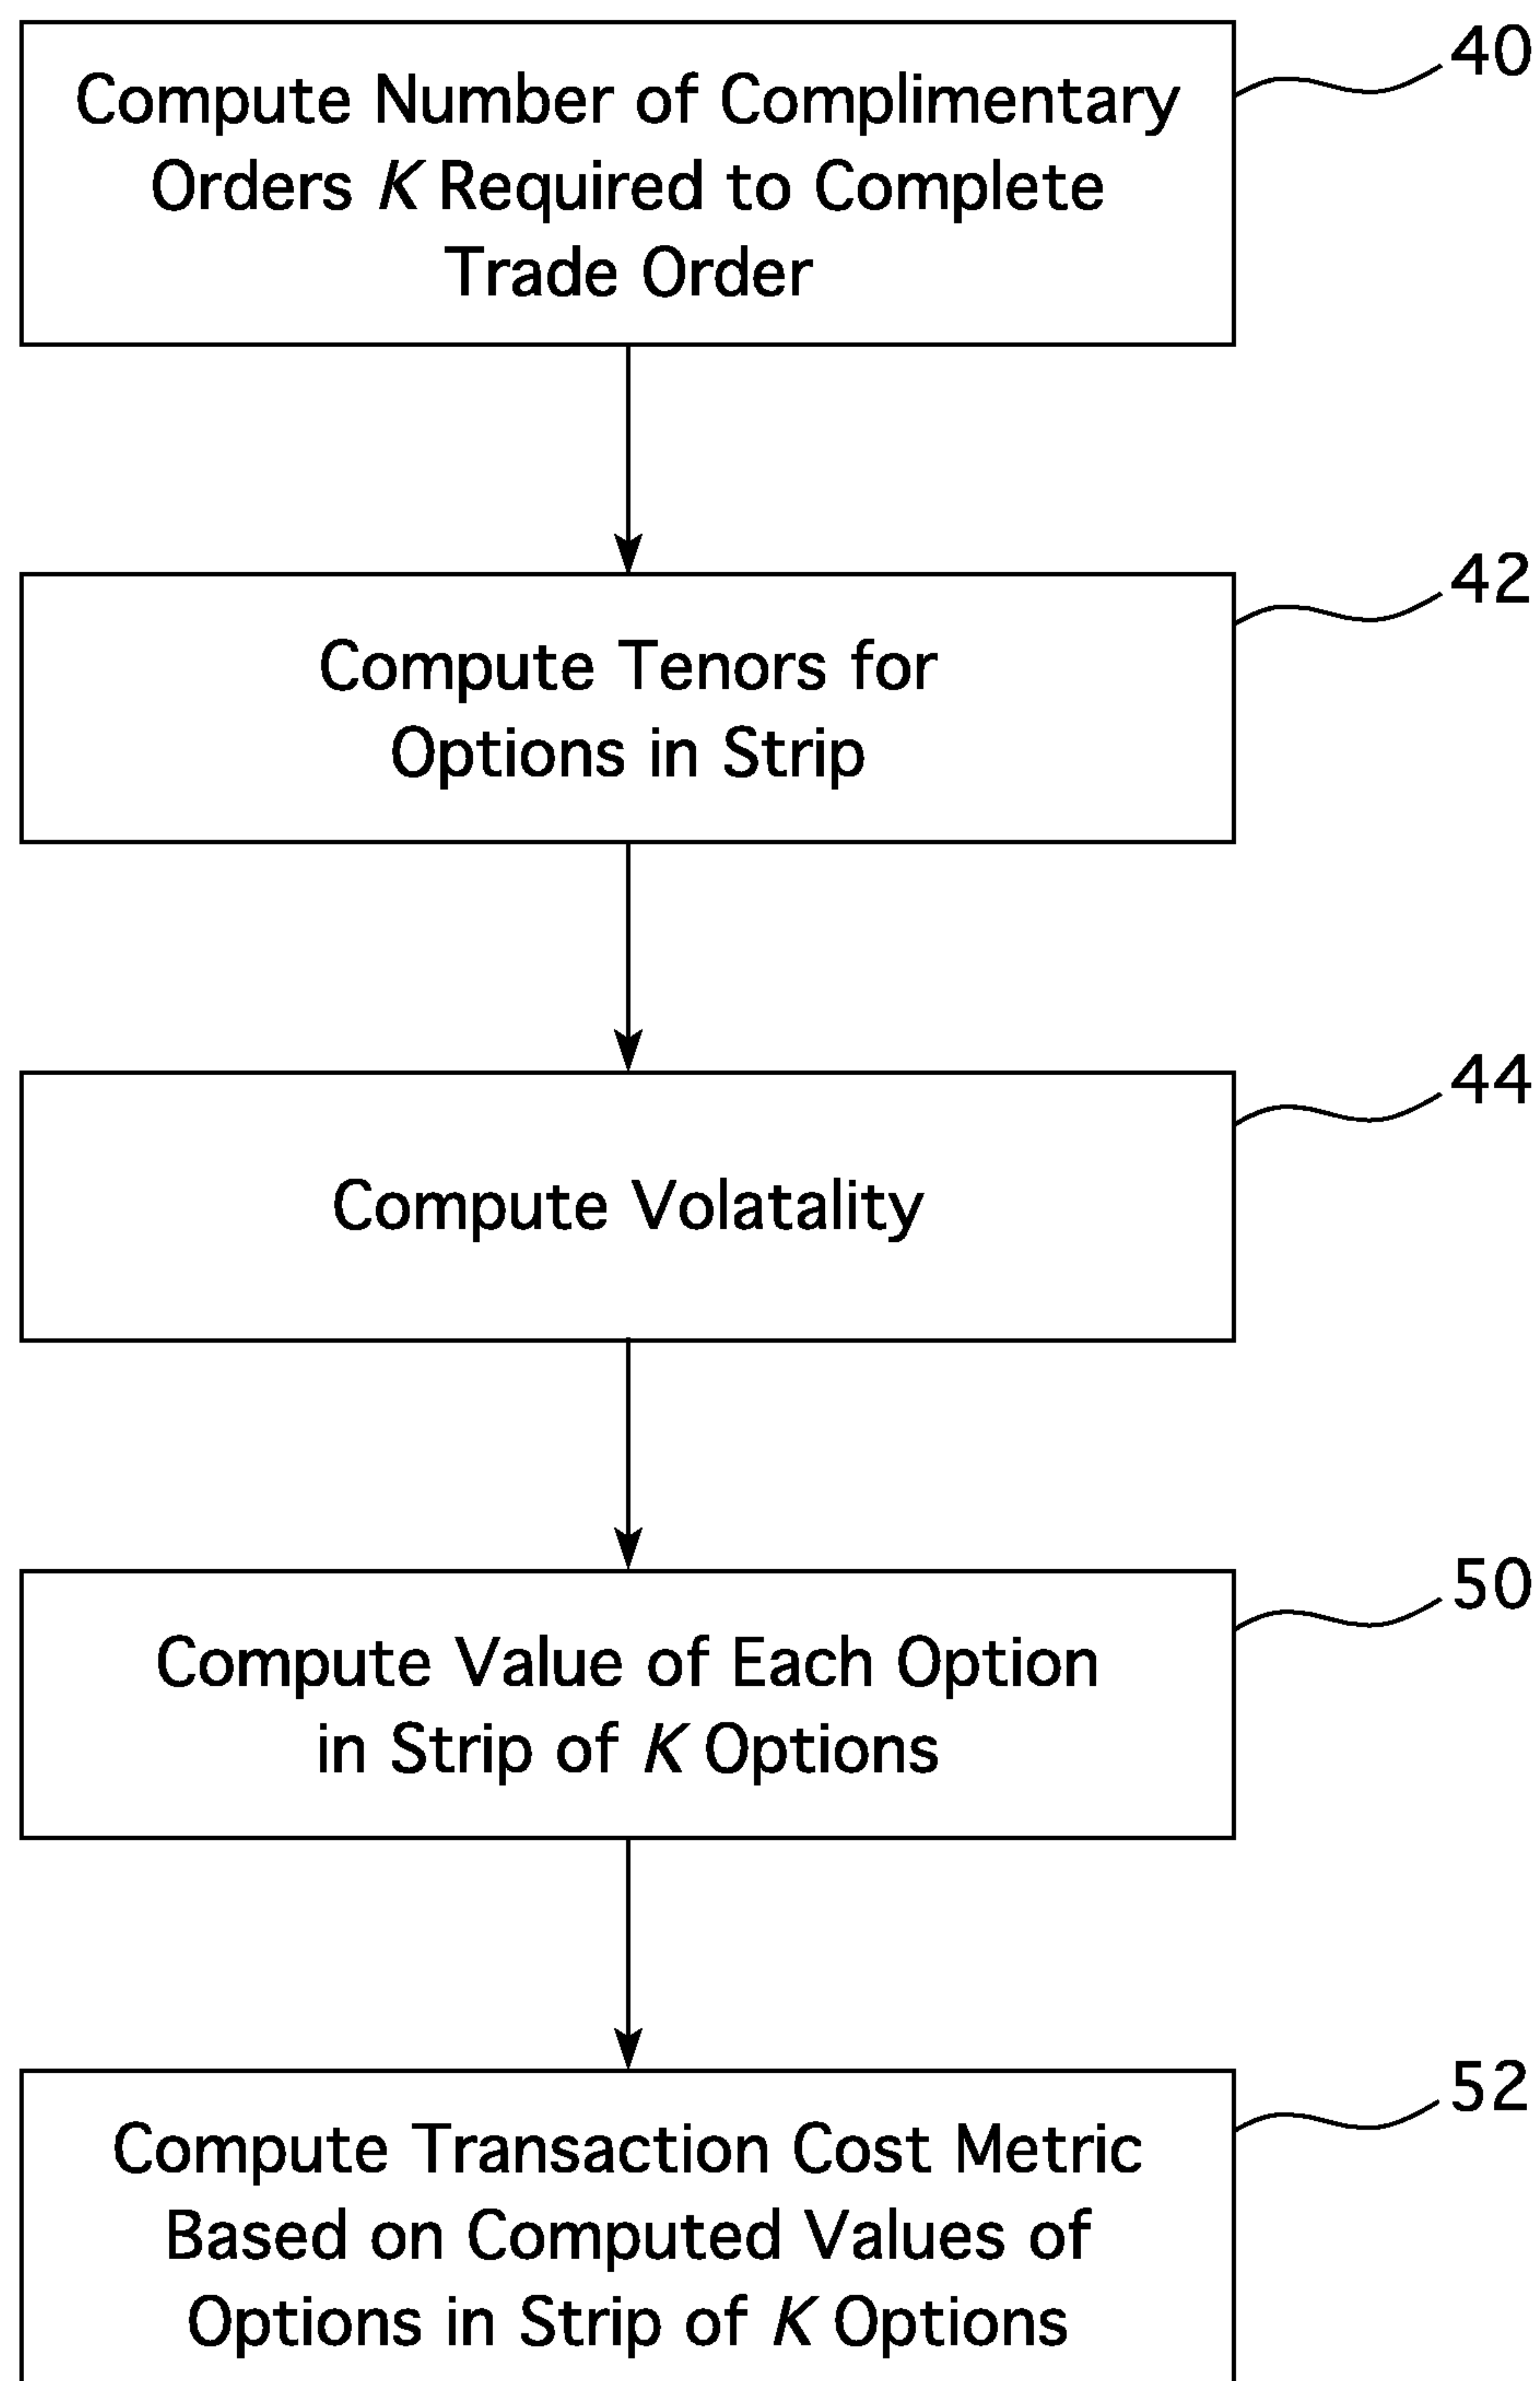 40
Compute Number of Complimentary
Orders K Required to Complete
Trade Order
42
Compute Tenors for
Options in Strip
44
Compute Volatality
50
Compute Value of Each Option
in Strip of K Options
52
Compute Transaction Cost Metric
Based on Computed Values of
Options in Strip of K Options